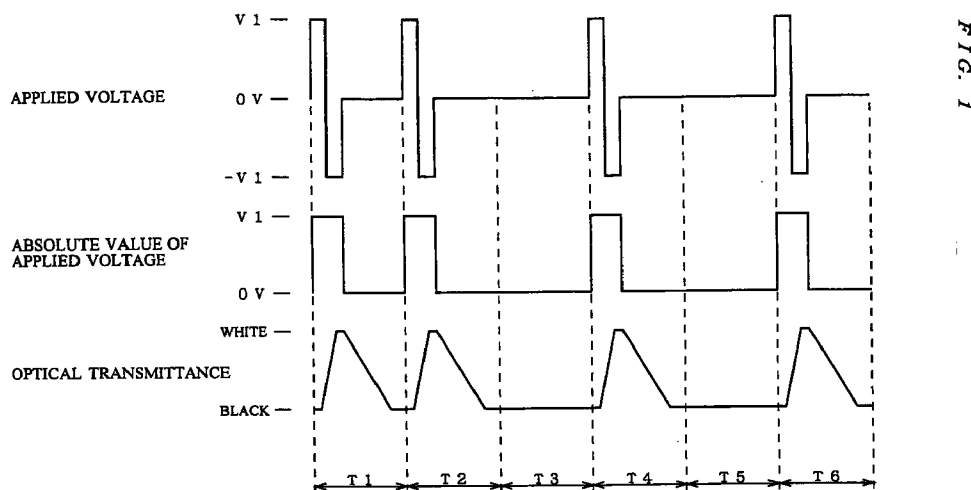 FIG. 1
V 1
APPLIED VOLTAGE
0 V
-V 1
V 1
ABSOLUTE VALUE OF
APPLIED VOLTAGE
0 V
WHITE
OPTICAL TRANSMITTANCE
BLACK
T 1 T 2 T 3 T 4 T 5 T 6